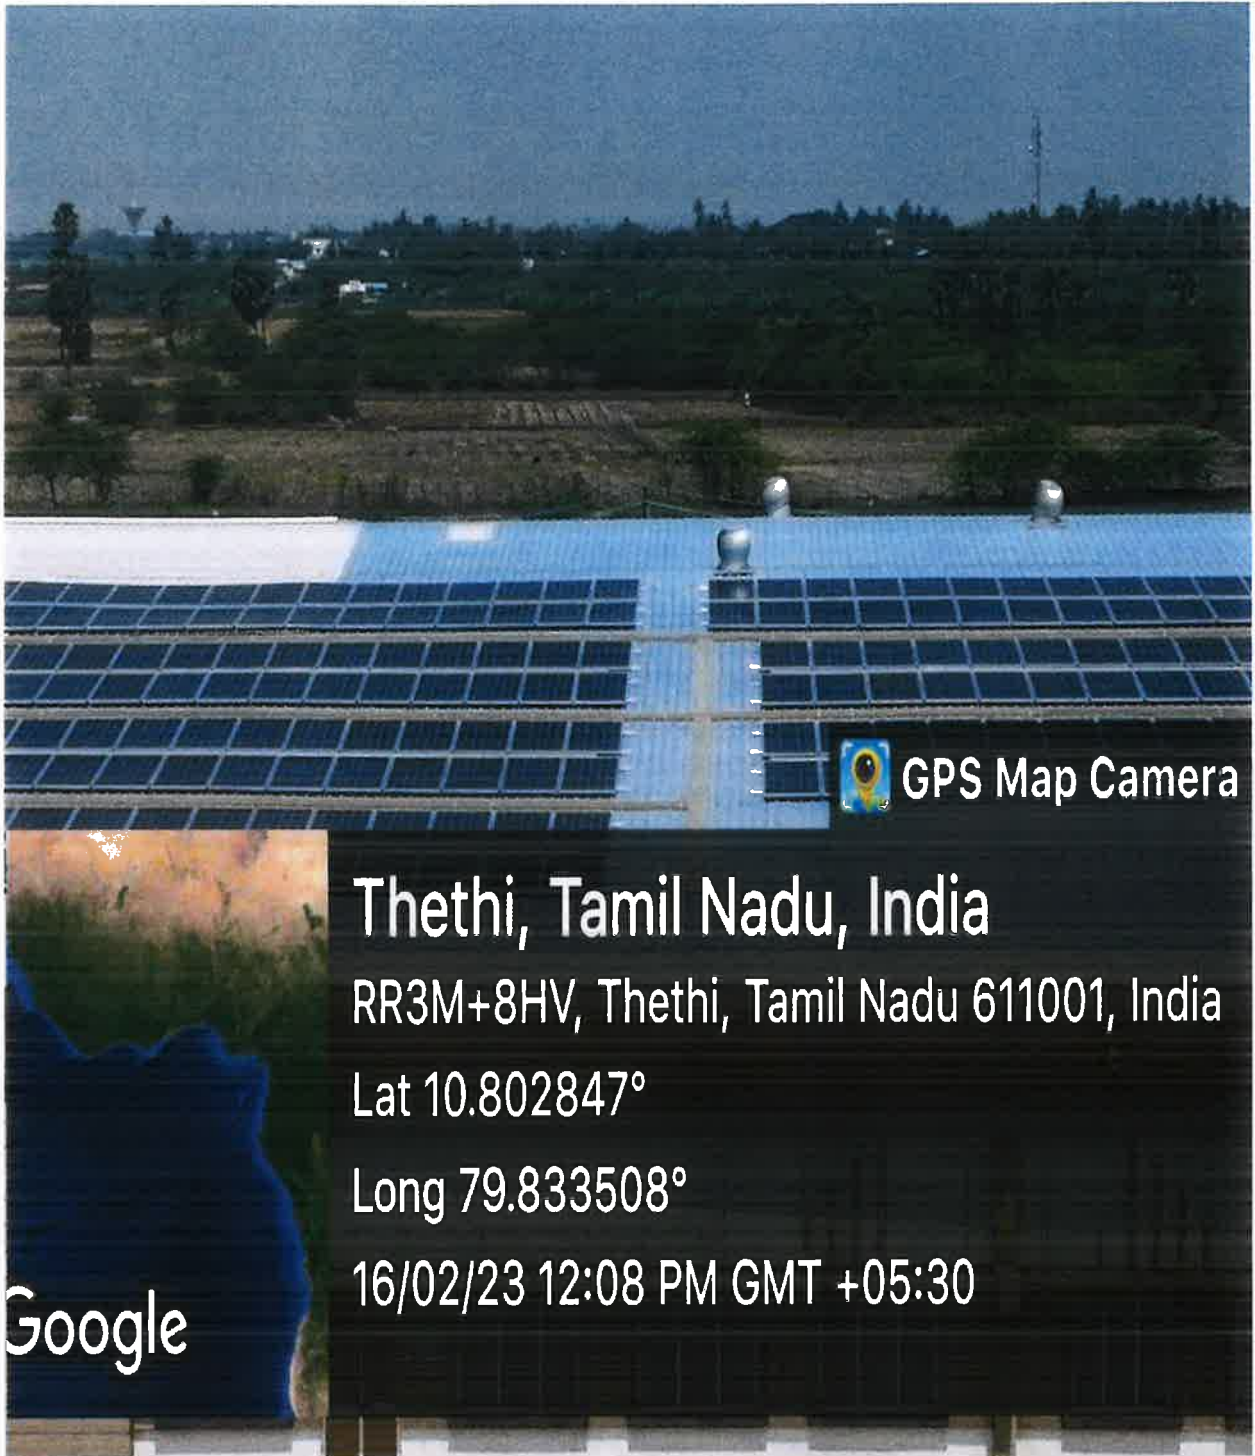 GPS Map Camera
Thethi, Tamil Nadu, India
RR3M+8HV, Thethi, Tamil Nadu 611001, India
Lat 10.802847°
Long 79.833508°
16/02/23 12:08 PM GMT +05:30
Google